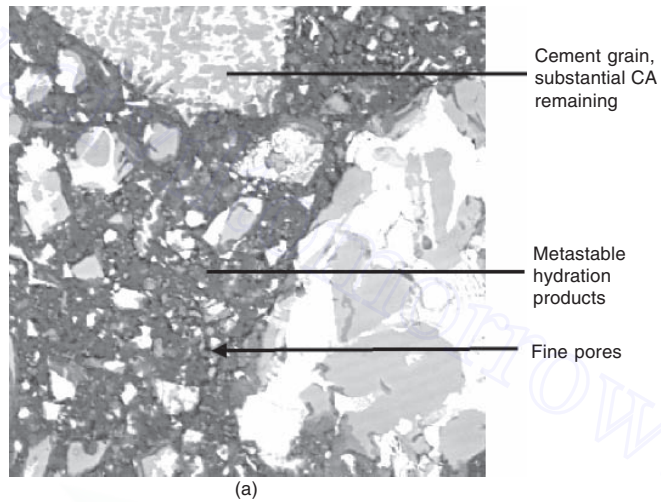 Cement grain,
substantial CA
remaining
Metastable
hydration
products
Fine pores
(a)